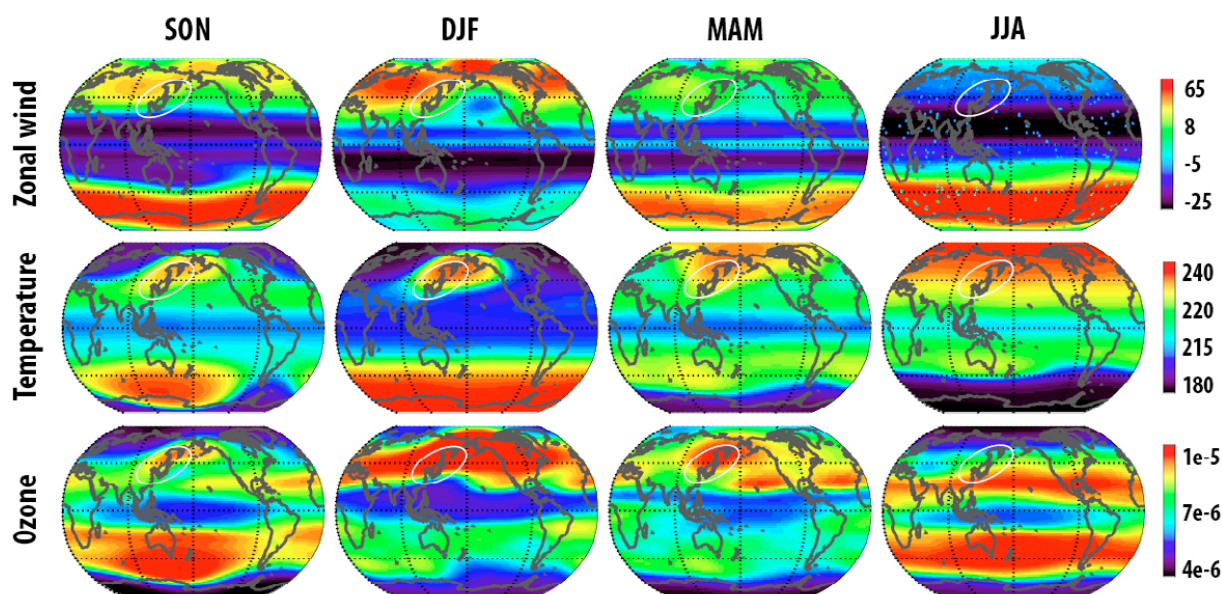 SON DJF MAM JJA
Zonal wind
65
8
-5
-25
Temperature
240
220
215
180
Ozone
1e-5
7e-6
4e-6